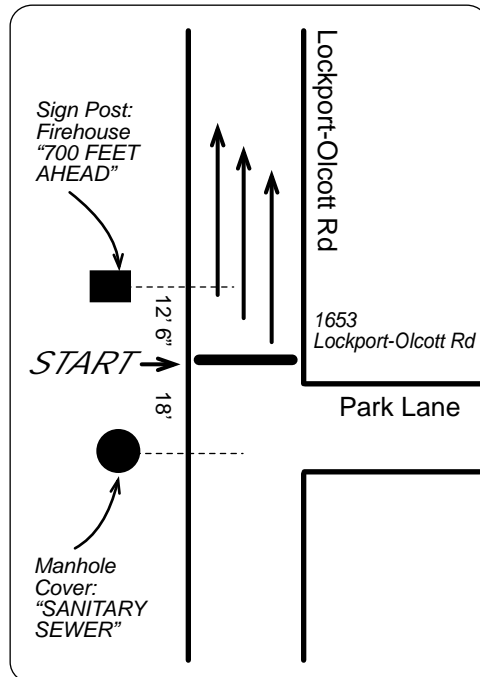 Sign Post:
Firehouse
“700 FEET
AHEAD”
Lockport-Olcott Rd
12’ 6”
1653
Lockport-Olcott Rd
START
18’
Park Lane
Manhole
Cover:
“SANITARY
SEWER”